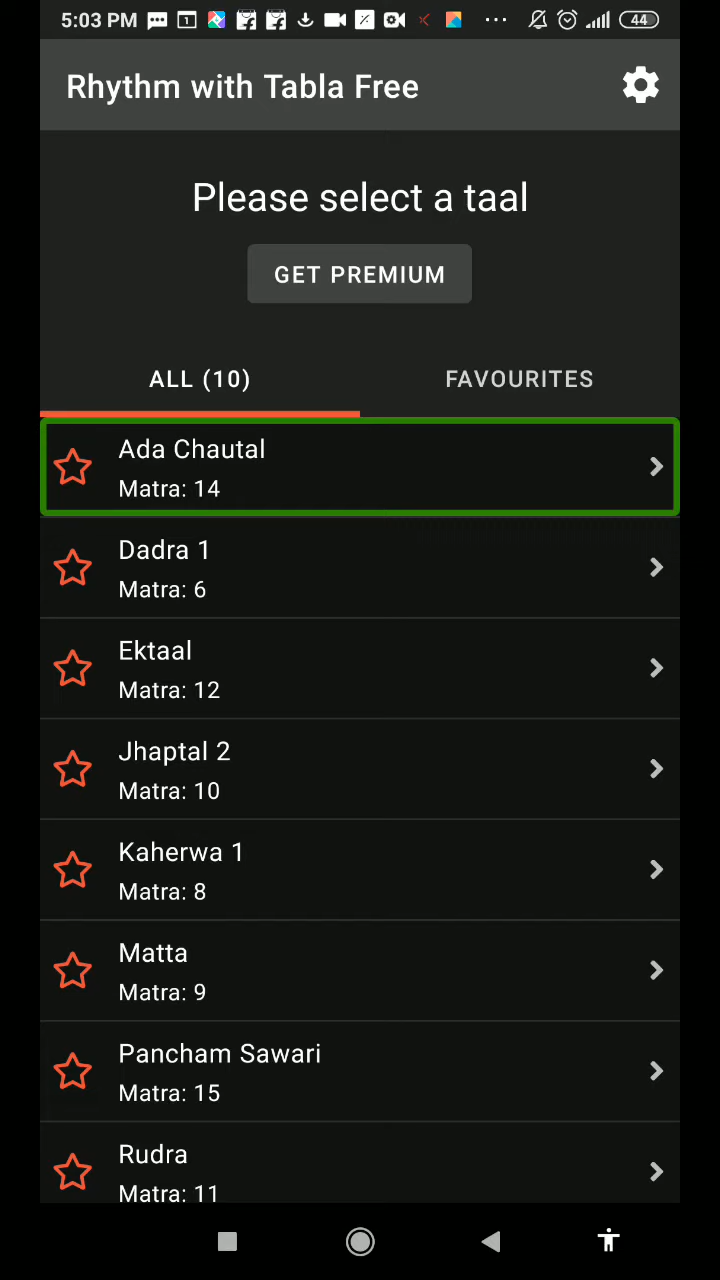 5:03 PM 1 44
Rhythm with Tabla Free
Please select a taal
GET PREMIUM
ALL (10) FAVOURITES
Ada Chautal
Matra: 14
Dadra 1
Matra: 6
Ektaal
Matra: 12
Jhaptal 2
Matra: 10
Kaherwa 1
Matra: 8
Matta
Matra: 9
Pancham Sawari
Matra: 15
Rudra
Matra: 11